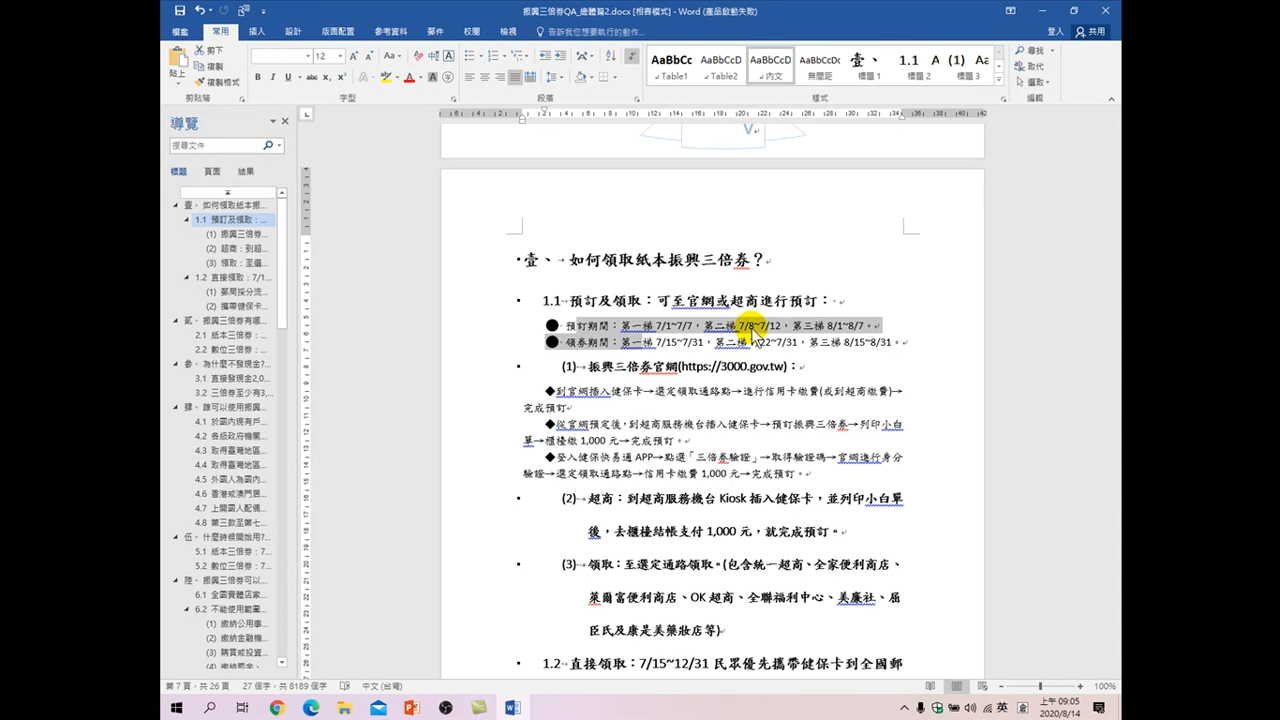 振興三倍券QA_總體篇2.docx [相容模式] - Word (產品啟動失敗)
檔案 常用 插入 設計 版面配置 參考資料 郵件 校閱 檢視 告訴我您想要執行的動作... 登入 共用
貼上 剪下 複製 複製格式 剪貼簿
12 字型 段落
AaBbCc Table1 AaBbCcD Table2 AaBbCcD 內文 AaBbCcDc 無間距 壹、 標題 1 1.1 A 標題 2 (1) Aa 標題 3 樣式
尋找 取代 選取 編輯
導覽
搜尋文件
標題 頁面 結果
壹、 如何領取紙本振...
1.1 預訂及領取：...
(1) 振興三倍券...
(2) 超商：到超...
(3) 領取：至選...
1.2 直接領取：7/1...
(1) 郵局採分流...
(2) 攜帶健保卡...
貳、 振興三倍券有哪...
2.1 紙本三倍券：...
2.2 數位三倍券：...
參、 為什麼不發現金?...
3.1 直接發現金2,0...
3.2 三倍券至少有3,...
肆、 誰可以使用振興...
4.1 於國內現有戶...
4.2 各級政府機關...
4.3 取得臺灣地區...
4.4 取得臺灣地區...
4.5 外國人為國人...
4.6 香港或澳門居...
4.7 上開國人配偶...
4.8 第三款至第七...
伍、 什麼時候開始用?...
5.1 紙本三倍券：7...
5.2 數位三倍券：7...
陸、 振興三倍券可以...
6.1 全國實體店家...
6.2 不能使用範圍...
(1) 繳納公用事...
(2) 繳納金融機...
(3) 購買或投資...
(4) 繳納罰金、...
壹、 如何領取紙本振興三倍券？
1.1 預訂及領取：可至官網或超商進行預訂：
● 預訂期間：第一梯 7/1~7/7，第二梯 7/8~7/12，第三梯 8/1~8/7。
● 領券期間：第一梯 7/15~7/31，第二梯 22~7/31，第三梯 8/15~8/31。
(1) 振興三倍券官網(https://3000.gov.tw)：
◆到官網插入健保卡→選定領取通路點→進行信用卡繳費(或到超商繳費)→
完成預訂
◆從官網預定後，到超商服務機台插入健保卡→預訂振興三倍券→列印小白
單→櫃檯繳 1,000 元→完成預訂。
◆登入健保快易通 APP→點選「三倍券驗證」→取得驗證碼→官網進行身分
驗證→選定領取通路點→信用卡繳費 1,000 元→完成預訂。
(2) 超商：到超商服務機台 Kiosk 插入健保卡，並列印小白單
後，去櫃檯結帳支付 1,000 元，就完成預訂。
(3) 領取：至選定通路領取。(包含統一超商、全家便利商店、
萊爾富便利商店、OK 超商、全聯福利中心、美廉社、屈
臣氏及康是美藥妝店等)
1.2 直接領取：7/15~12/31 民眾優先攜帶健保卡到全國郵
第 7 頁，共 26 頁 27 個字，共 8189 個字 中文 (台灣) 100%
英 上午 09:05
2020/8/14